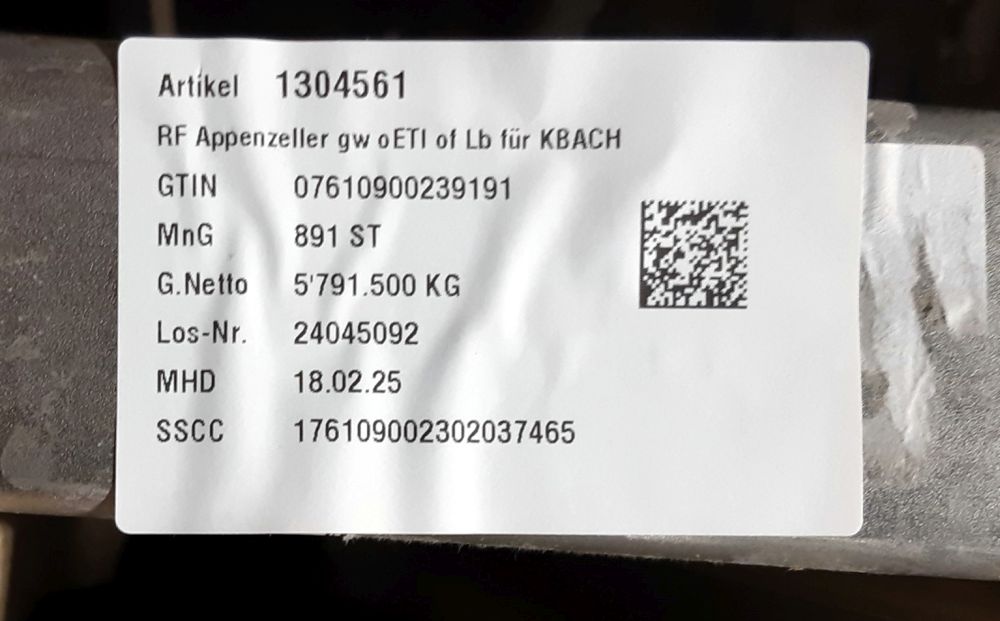 Artikel 1304561
RF Appenzeller gw oETI of Lb für KBACH
GTIN 07610900239191
MnG 891 ST
G.Netto 5'791.500 KG
Los-Nr. 24045092
MHD 18.02.25
SSCC 176109002302037465